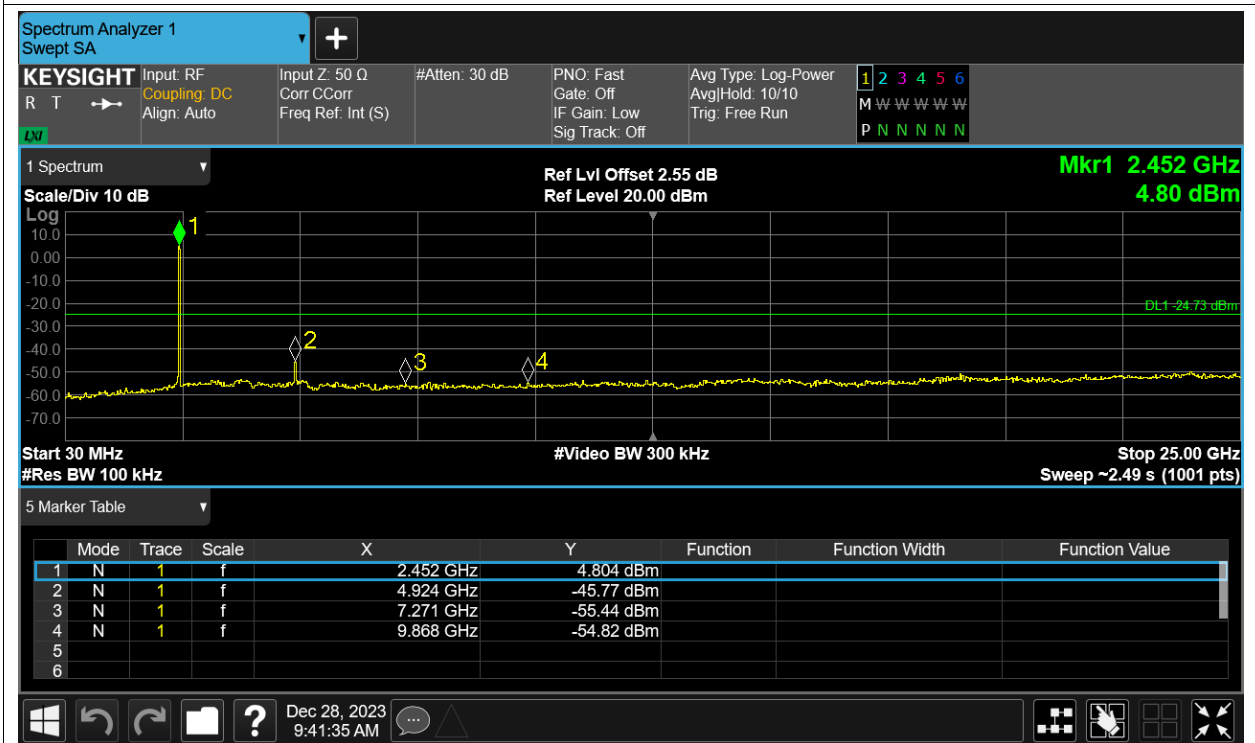 Spectrum Analyzer 1
Swept SA
KEYSIGHT
R T
LXI
Input: RF
Coupling: DC
Align: Auto
Input Z: 50 Ω
Corr CCorr
Freq Ref: Int (S)
#Atten: 30 dB
PNO: Fast
Gate: Off
IF Gain: Low
Sig Track: Off
Avg Type: Log-Power
Avg|Hold: 10/10
Trig: Free Run
1 2 3 4 5 6
M W W W W W
P N N N N N
1 Spectrum
Scale/Div 10 dB
Ref Lvl Offset 2.55 dB
Ref Level 20.00 dBm
Mkr1 2.452 GHz
4.80 dBm
Log
10.0
0.00
-10.0
-20.0
-30.0
-40.0
-50.0
-60.0
-70.0
1
2
3
4
DL1 -24.73 dBm
Start 30 MHz
#Video BW 300 kHz
Stop 25.00 GHz
#Res BW 100 kHz
Sweep ~2.49 s (1001 pts)
5 Marker Table
Mode Trace Scale X Y Function Function Width Function Value
1 N 1 f 2.452 GHz 4.804 dBm
2 N 1 f 4.924 GHz -45.77 dBm
3 N 1 f 7.271 GHz -55.44 dBm
4 N 1 f 9.868 GHz -54.82 dBm
5
6
?
Dec 28, 2023
9:41:35 AM